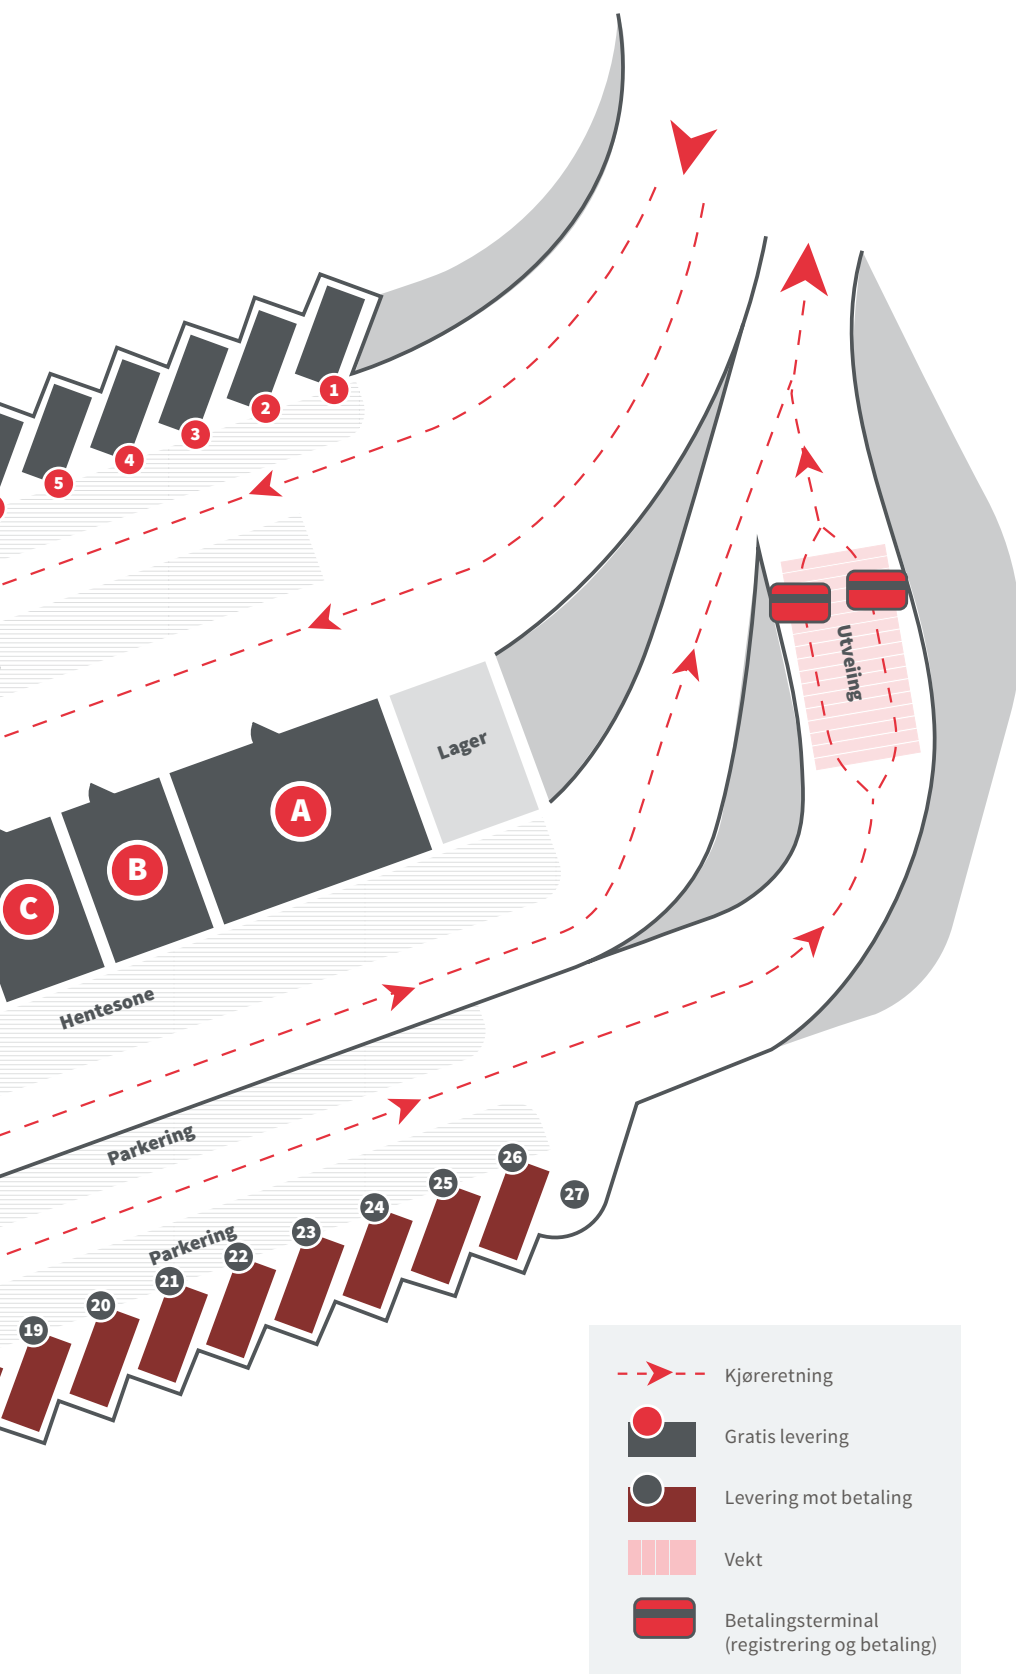 1
2
3
4
5
Utveiing
Lager
A
B
C
Hentesone
Parkering
Parkering
26
27
25
24
23
22
21
20
19
Kjøreretning
Gratis levering
Levering mot betaling
Vekt
Betalingsterminal
(registrering og betaling)